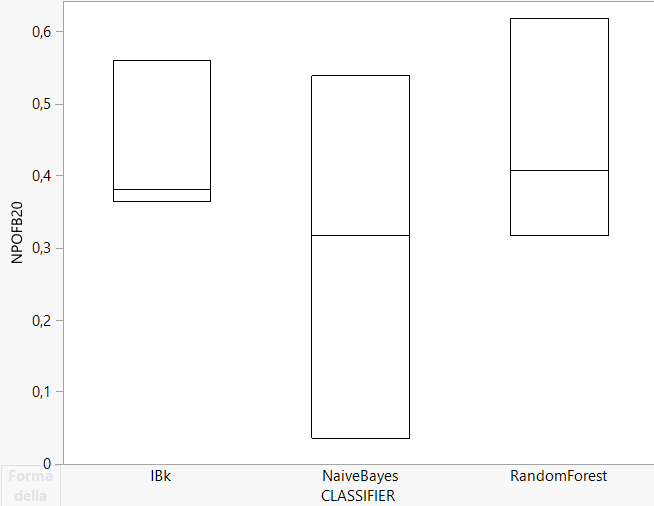 NPOFB20
0,6
0,5
0,4
0,3
0,2
0,1
0
IBk NaiveBayes RandomForest
CLASSIFIER
Forma
della